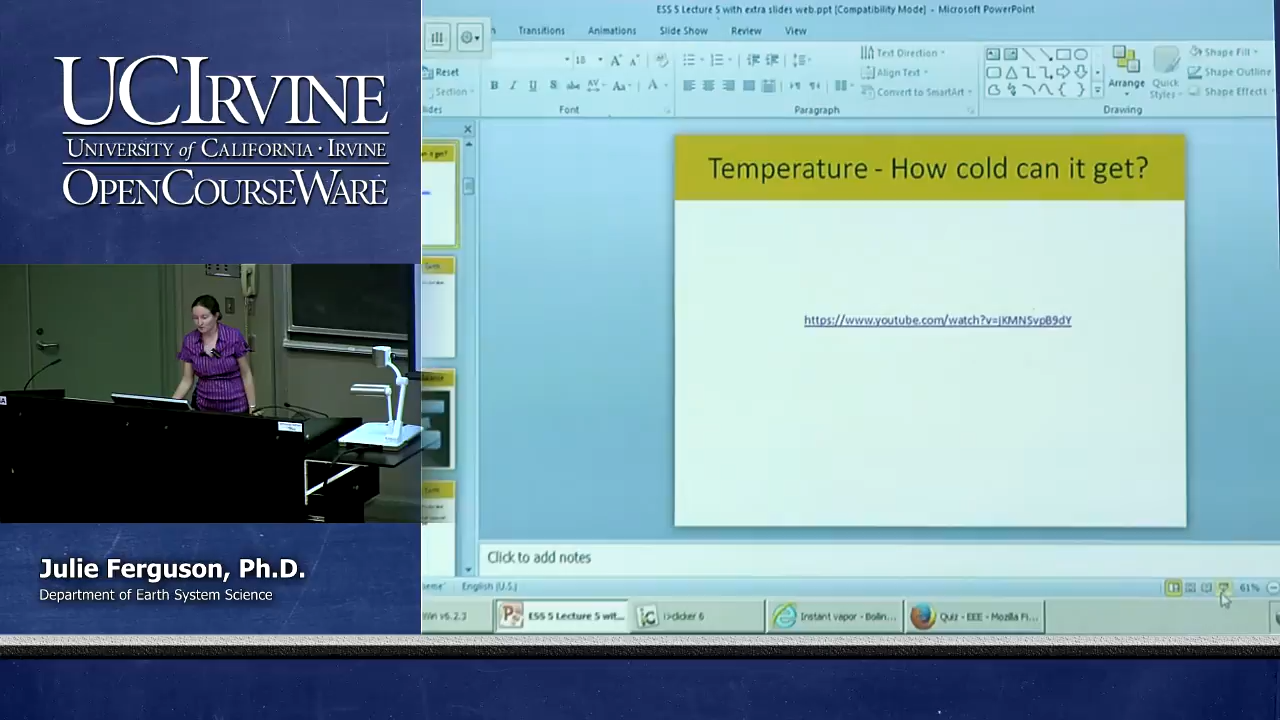 UCIRVINE
UNIVERSITY of CALIFORNIA · IRVINE
OPENCOURSEWARE
Julie Ferguson, Ph.D.
Department of Earth System Science
ESS 5 Lecture 5 with extra slides web.ppt [Compatibility Mode] - Microsoft PowerPoint
Transitions Animations Slide Show Review View
Reset
Section
18
Text Direction
Align Text
Convert to SmartArt
Arrange
Quick Styles
Shape Fill
Shape Outline
Shape Effects
Font Paragraph Drawing
Temperature - How cold can it get?
https://www.youtube.com/watch?v=jKMNSvpB9dY
Click to add notes
English (U.S.)
61%
ESS 5 Lecture 5 wit...
i>clicker 6
Instant vapor - Boilin...
Quiz - EEE - Mozilla Fi...